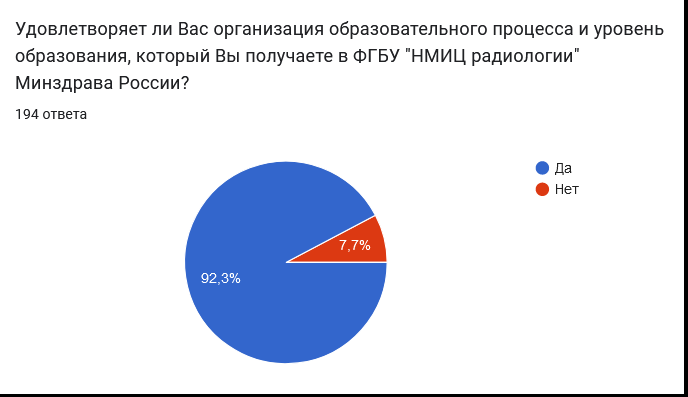 Удовлетворяет ли Вас организация образовательного процесса и уровень
образования, который Вы получаете в ФГБУ "НМИЦ радиологии"
Минздрава России?
194 ответа
Да
Нет
7,7%
92,3%